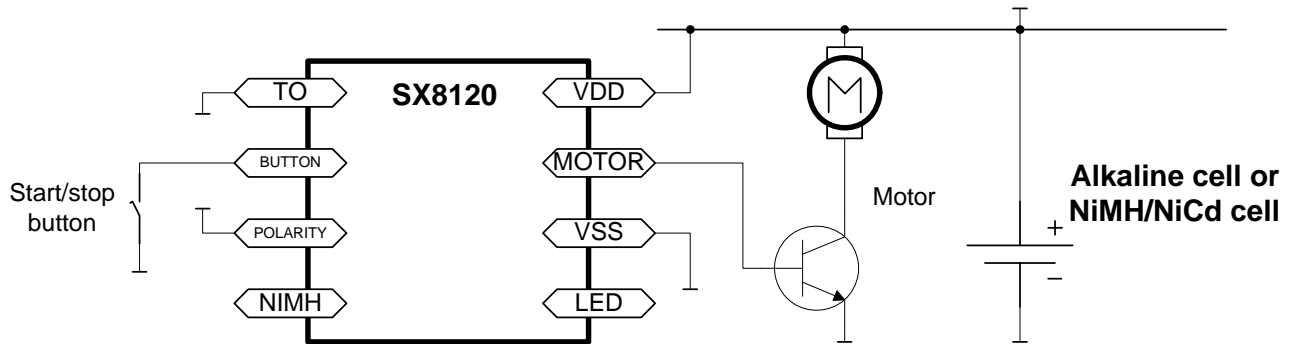 SX8120
TO
BUTTON
POLARITY
NIMH
VDD
MOTOR
VSS
LED
Start/stop
button
M
Motor
Alkaline cell or
NiMH/NiCd cell
+
−